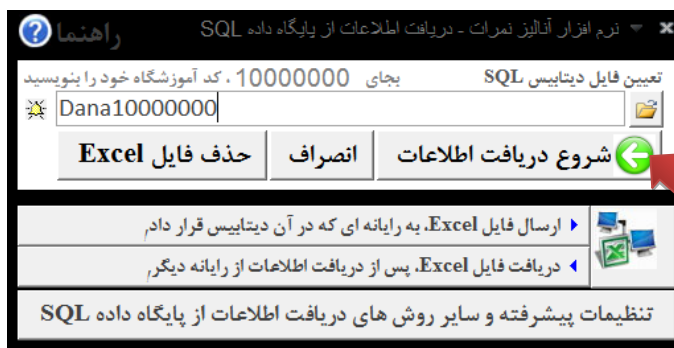 نرم افزار آنالیز نمرات - دریافت اطلاعات از پایگاه داده SQL راهنما
تعیین فایل دیتابیس SQL بجای 10000000 ، کد آموزشگاه خود را بنویسید
Dana10000000
شروع دریافت اطلاعات انصراف حذف فایل Excel
ارسال فایل Excel، به رایانه ای که در آن دیتابیس قرار دارد
دریافت فایل Excel، پس از دریافت اطلاعات از رایانه دیگر
تنظیمات پیشرفته و سایر روش های دریافت اطلاعات از پایگاه داده SQL